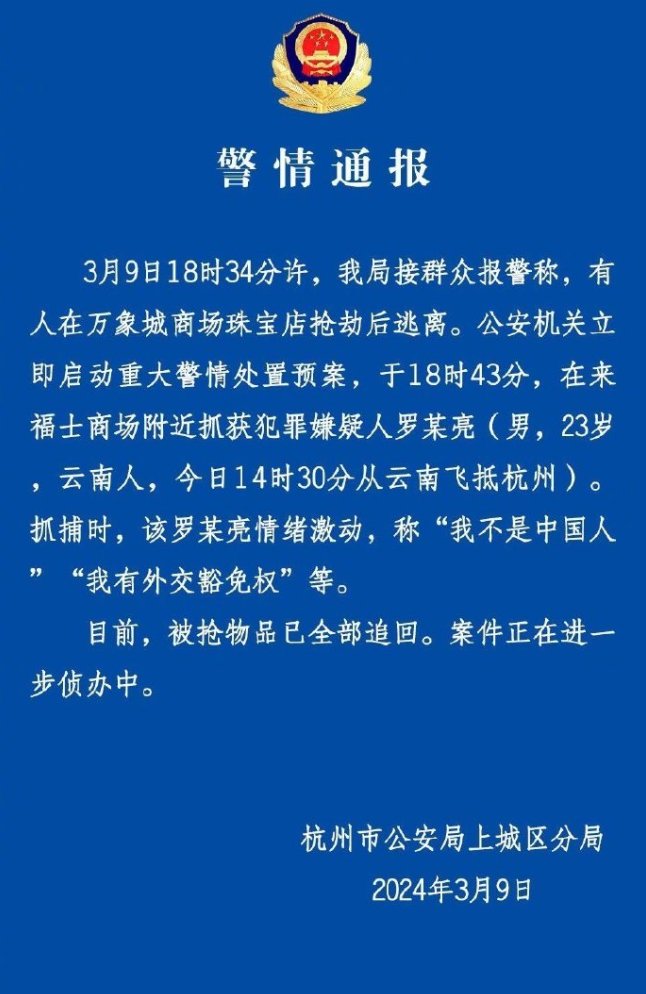 警情通报
3月9日18时34分许，我局接群众报警称，有
人在万象城商场珠宝店抢劫后逃离。公安机关立
即启动重大警情处置预案，于18时43分，在来
福士商场附近抓获犯罪嫌疑人罗某亮（男，23岁
，云南人，今日14时30分从云南飞抵杭州）。
抓捕时，该罗某亮情绪激动，称“我不是中国人
”“我有外交豁免权”等。
目前，被抢物品已全部追回。案件正在进一
步侦办中。
杭州市公安局上城区分局
2024年3月9日